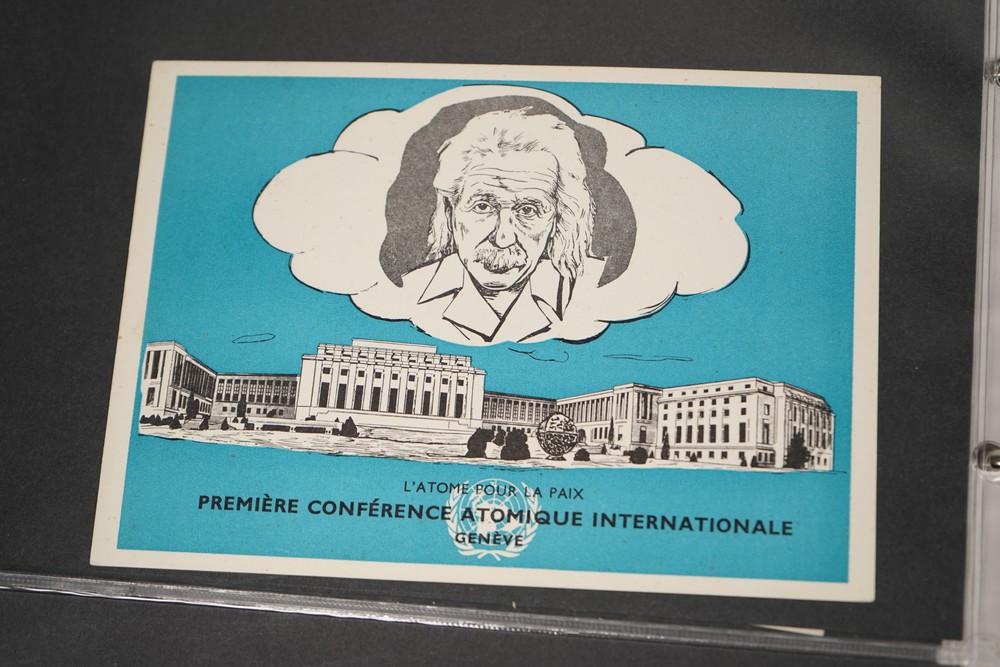 L'ATOME POUR LA PAIX
PREMIÈRE CONFÉRENCE ATOMIQUE INTERNATIONALE
GENÈVE